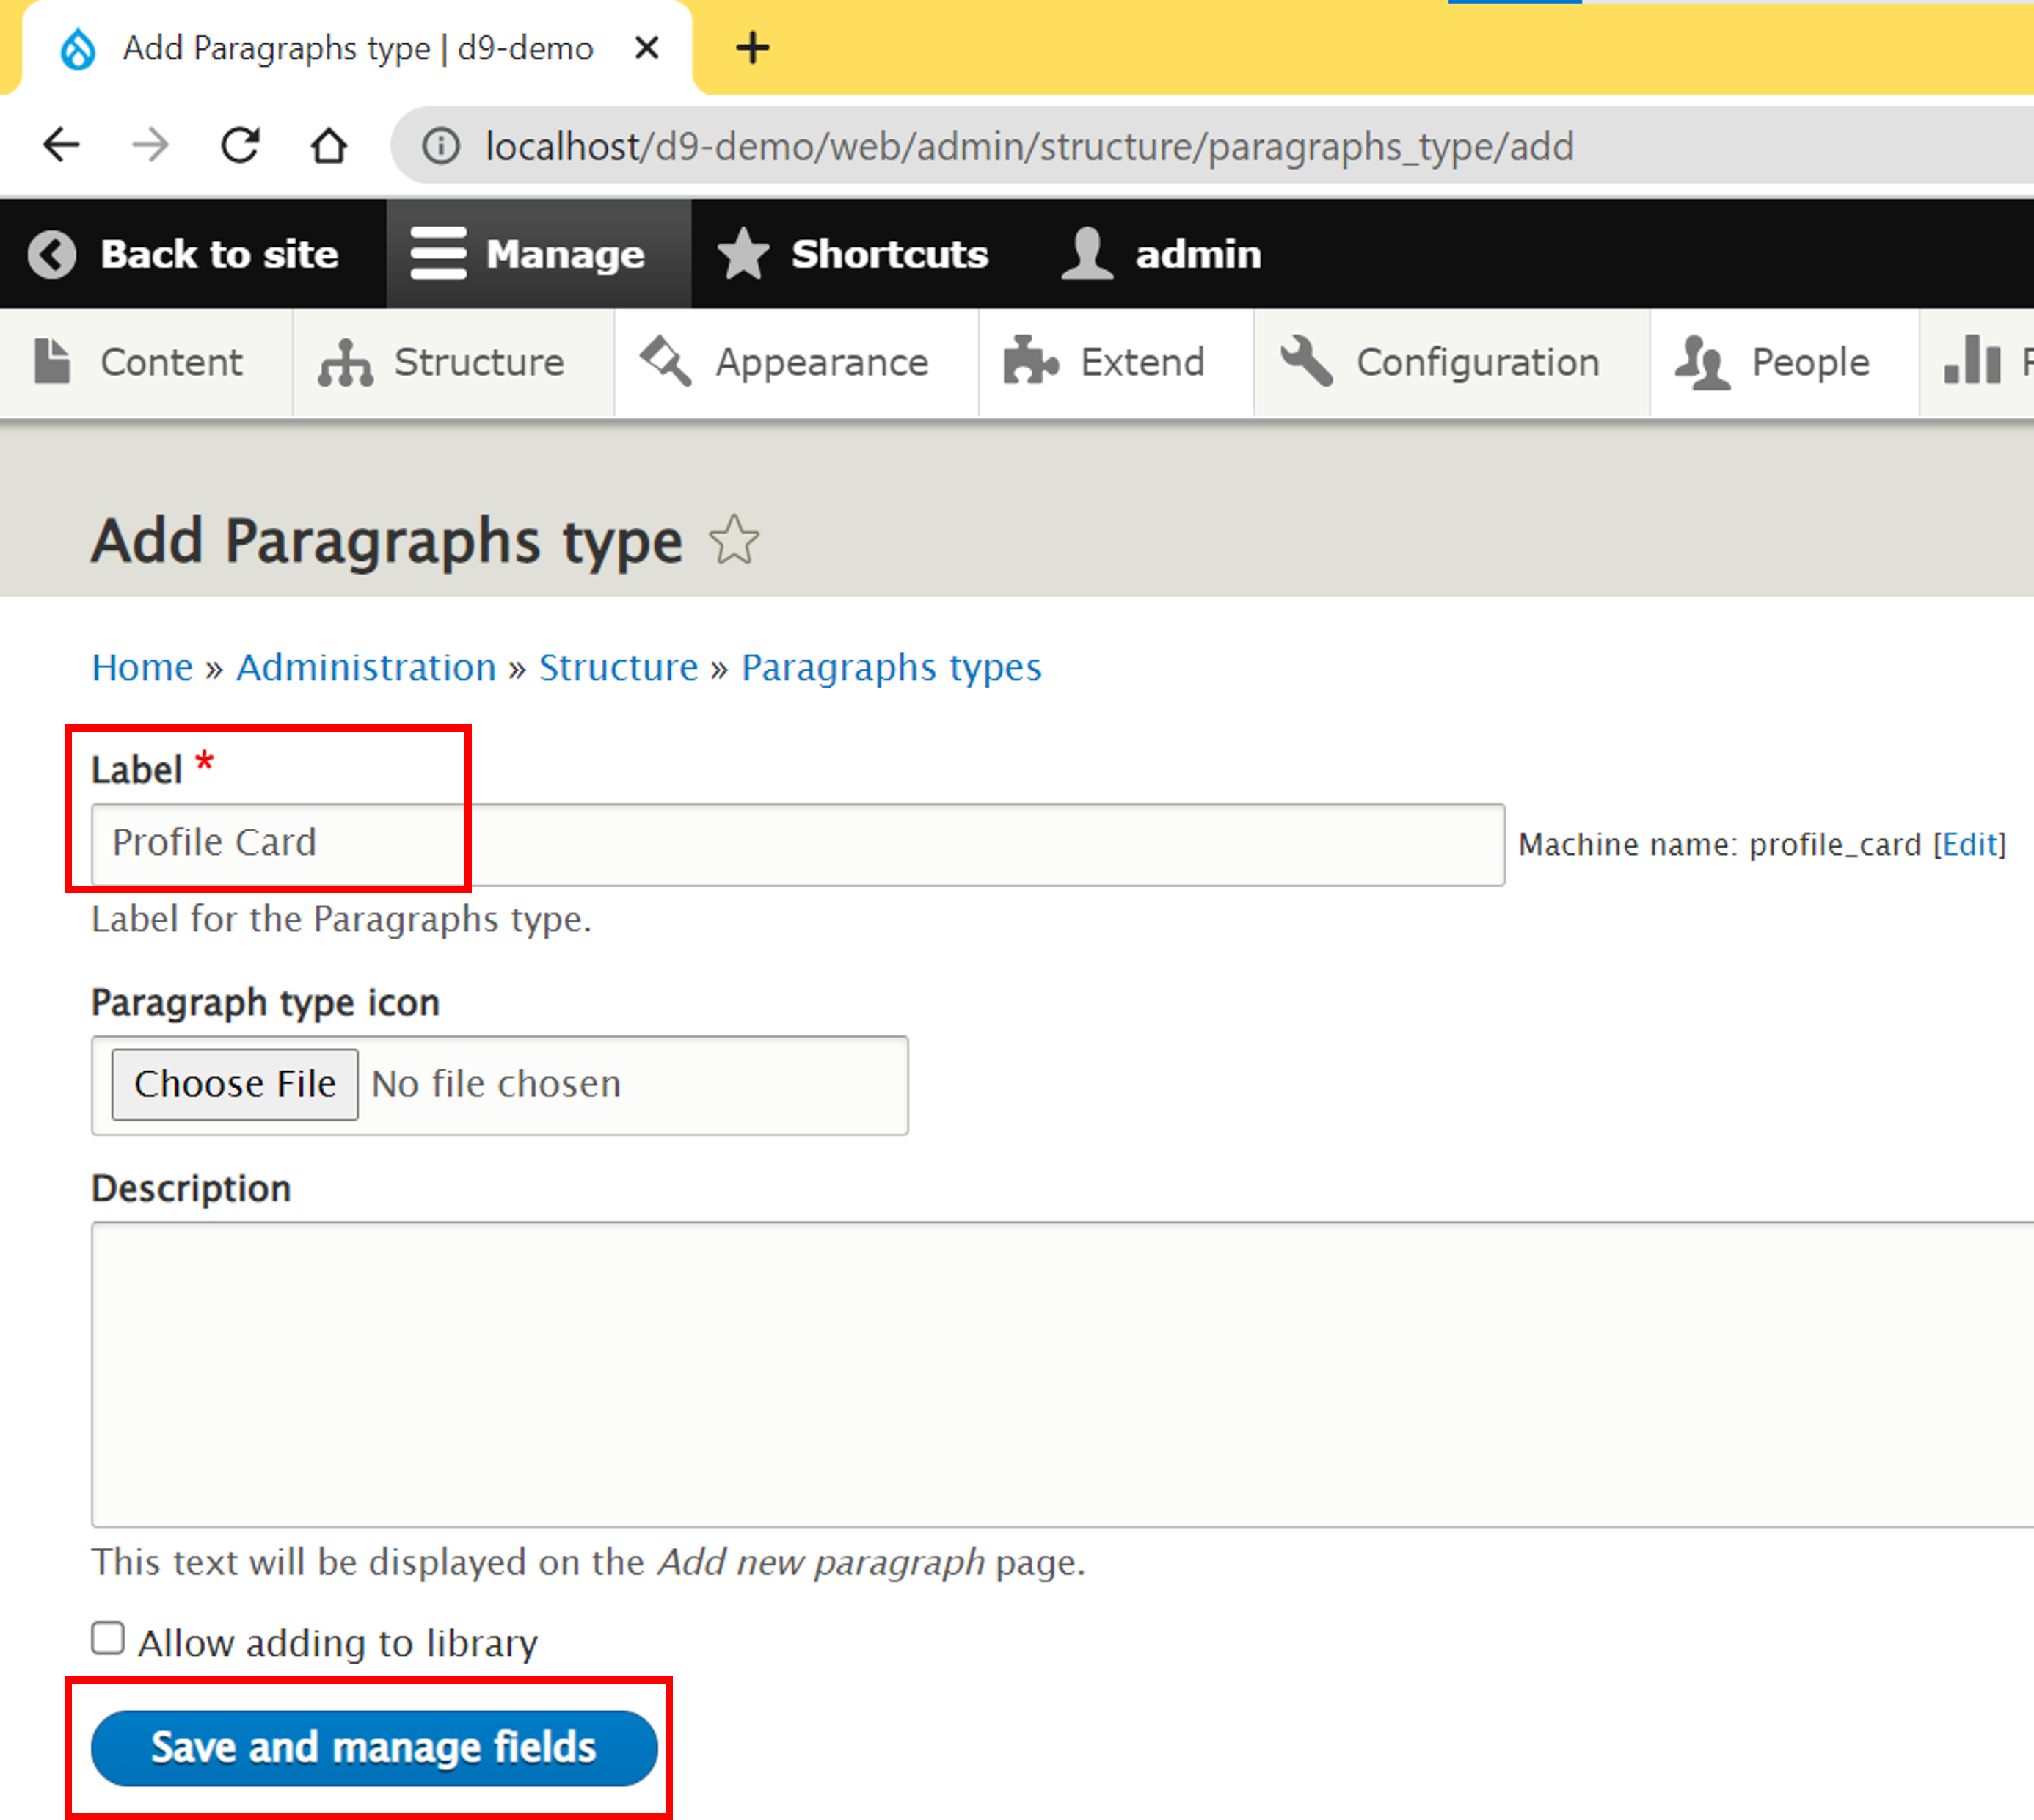 Add Paragraphs type | d9-demo
localhost/d9-demo/web/admin/structure/paragraphs_type/add
Back to site Manage Shortcuts admin
Content Structure Appearance Extend Configuration People
Add Paragraphs type
Home » Administration » Structure » Paragraphs types
Label *
Profile Card Machine name: profile_card [Edit]
Label for the Paragraphs type.
Paragraph type icon
Choose File No file chosen
Description
This text will be displayed on the Add new paragraph page.
Allow adding to library
Save and manage fields